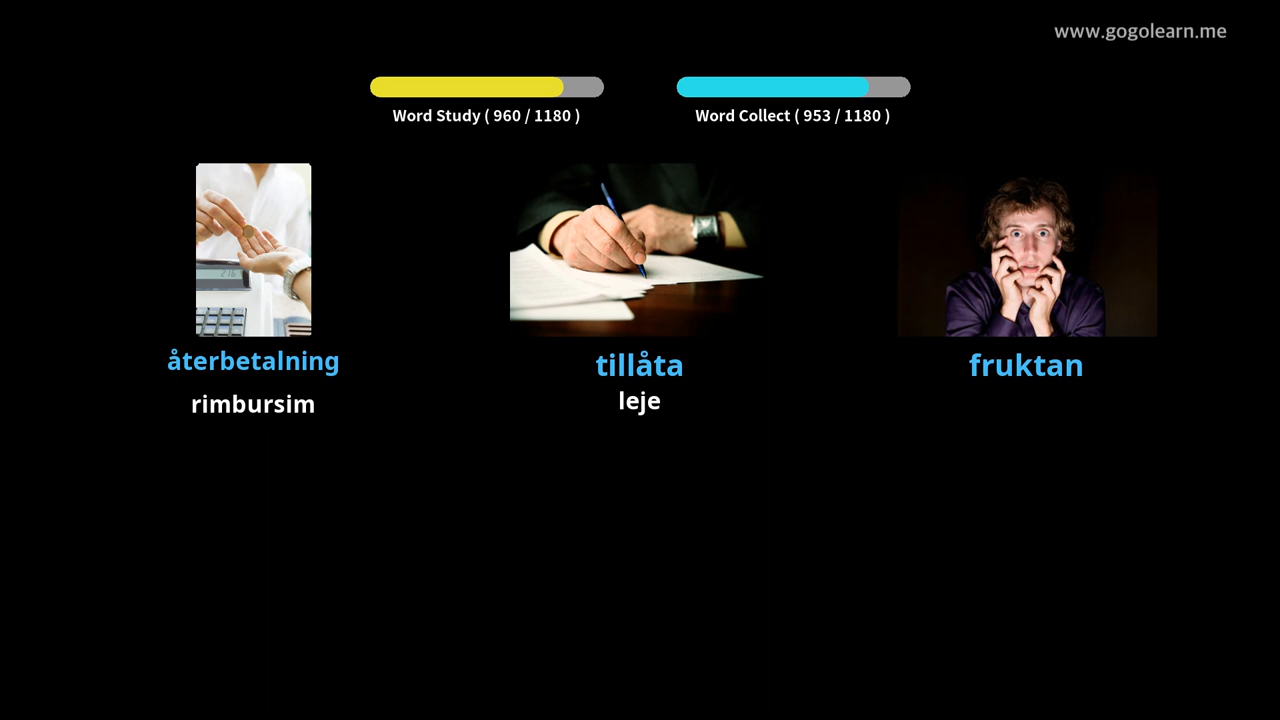 www.gogolearn.me
Word Study ( 960 / 1180 )
Word Collect ( 953 / 1180 )
återbetalning
tillåta
fruktan
rimbursim
leje